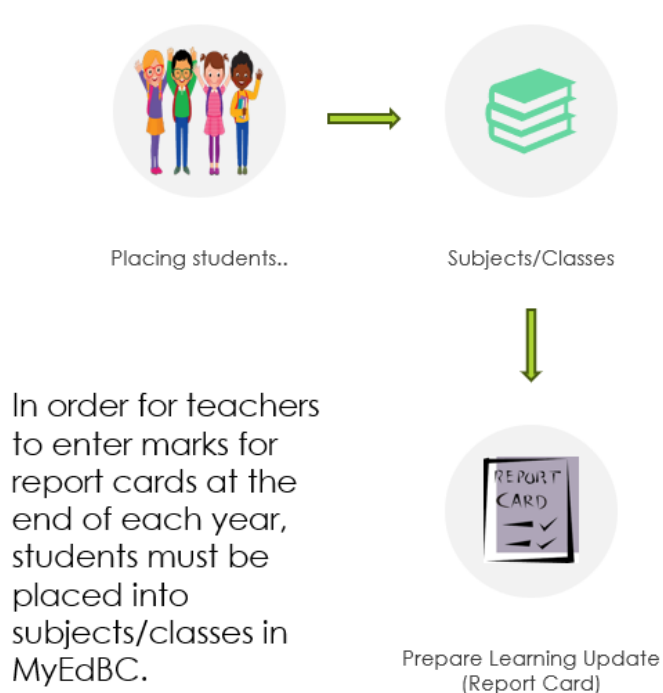 Placing students..
Subjects/Classes
In order for teachers
to enter marks for
report cards at the
end of each year,
students must be
placed into
subjects/classes in
MyEdBC.
REPORT
CARD
Prepare Learning Update
(Report Card)